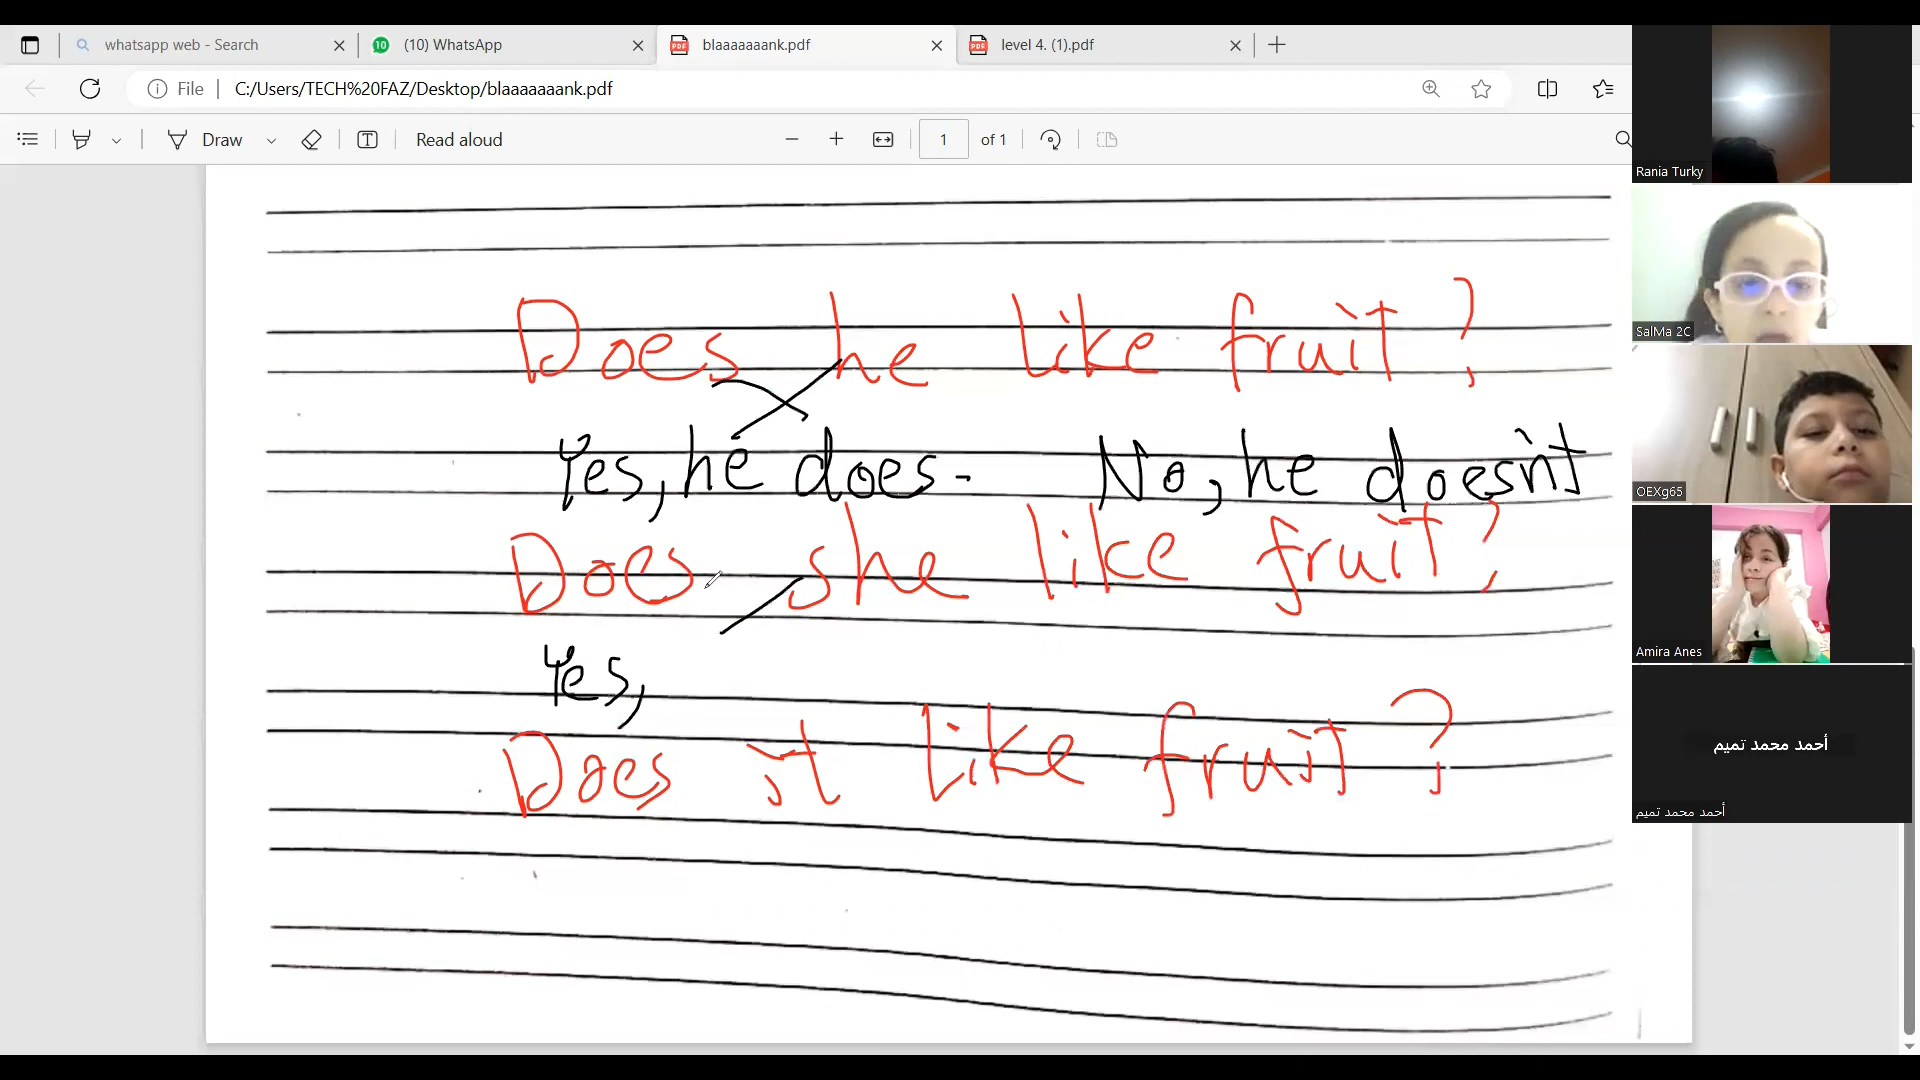 whatsapp web - Search
(10) WhatsApp
blaaaaaaank.pdf
level 4. (1).pdf
File
C:/Users/TECH%20FAZ/Desktop/blaaaaaaank.pdf
Draw
Read aloud
1 of 1
Does he like fruit?
Yes, he does. No, he doesn't
Does she like fruit?
Yes,
Does it like fruit?
Rania Turky
SalMa 2C
OEXg65
Amira Anes
أحمد محمد تميم
أحمد محمد تميم